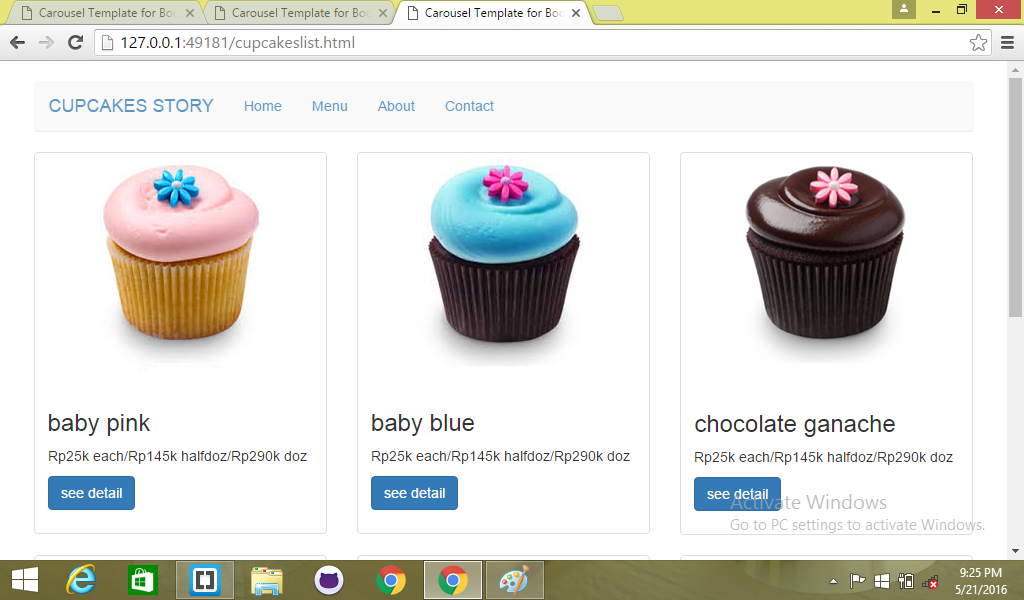 Carousel Template for Boo
Carousel Template for Boo
Carousel Template for Boo
127.0.0.1:49181/cupcakeslist.html
CUPCAKES STORY Home Menu About Contact
baby pink
Rp25k each/Rp145k halfdoz/Rp290k doz
see detail
baby blue
Rp25k each/Rp145k halfdoz/Rp290k doz
see detail
chocolate ganache
Rp25k each/Rp145k halfdoz/Rp290k doz
see detail
Activate Windows
Go to PC settings to activate Windows.
9:25 PM
5/21/2016